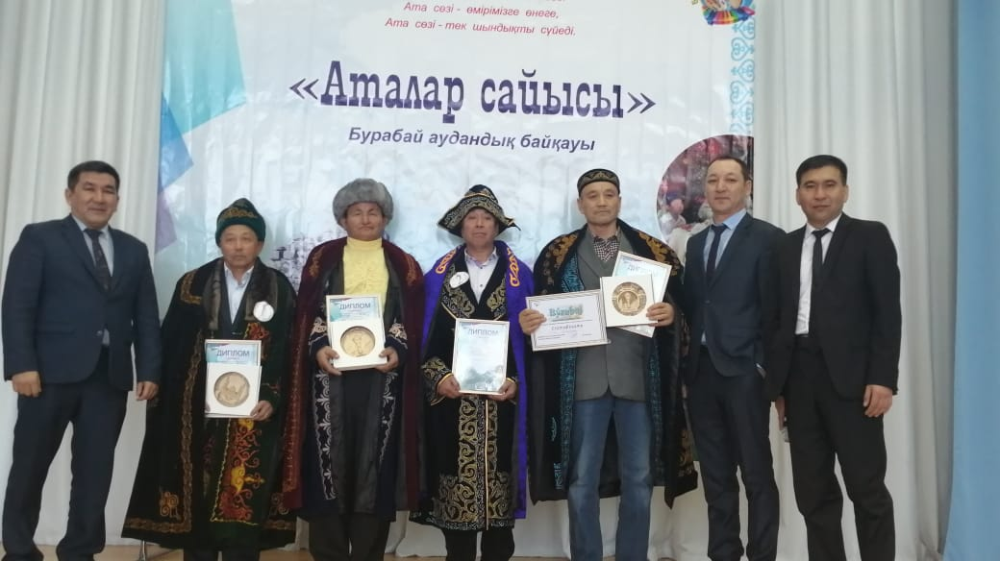 Ата сөзі - өмірімізге өнеге,
Ата сөзі - тек шындықты сүйеді.
«Аталар сайысы»
Бурабай аудандық байқауы
ДИПЛОМ
ДИПЛОМ
ДИПЛОМ
ДИПЛОМ